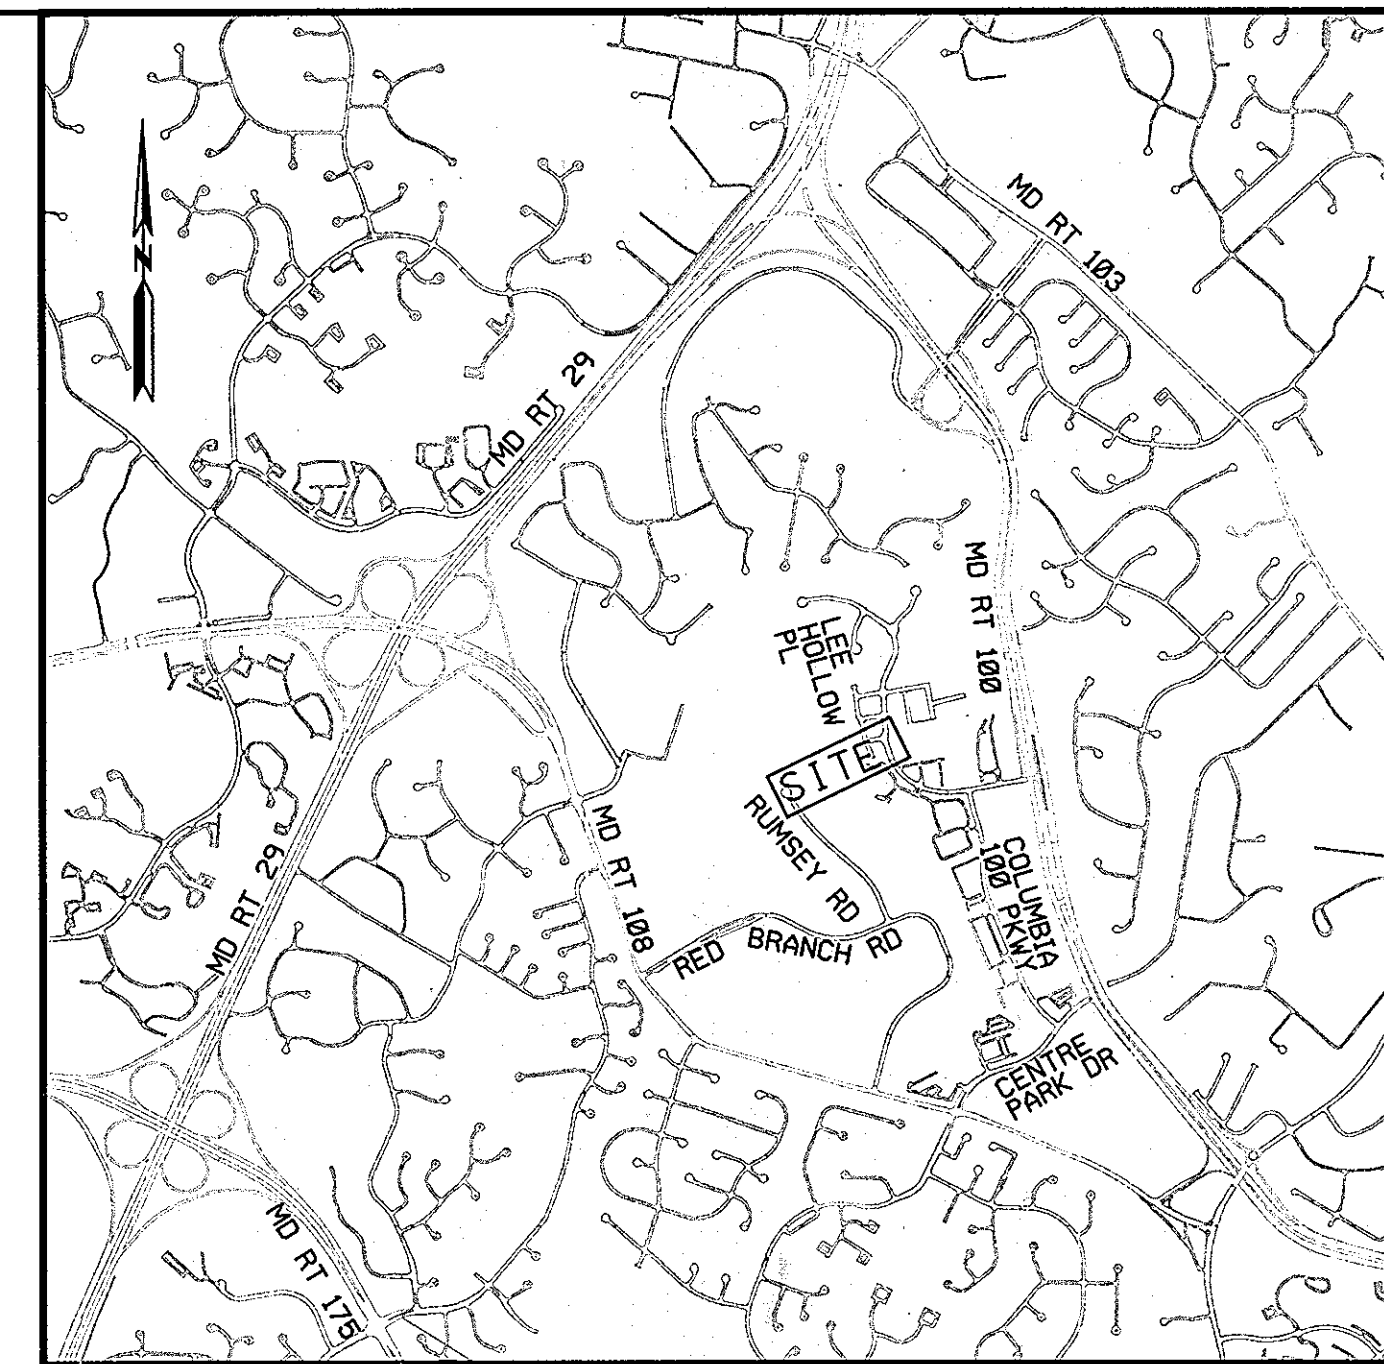 MD RT 103
N
MD RT 29
MD RT 100
LEE
HOLLOW
PL
SITE
RUMSEY RD
MD RT 108
COLUMBIA
100 PKWY
MD RT 29
RED BRANCH RD
CENTRE
PARK DR
MD RT 175